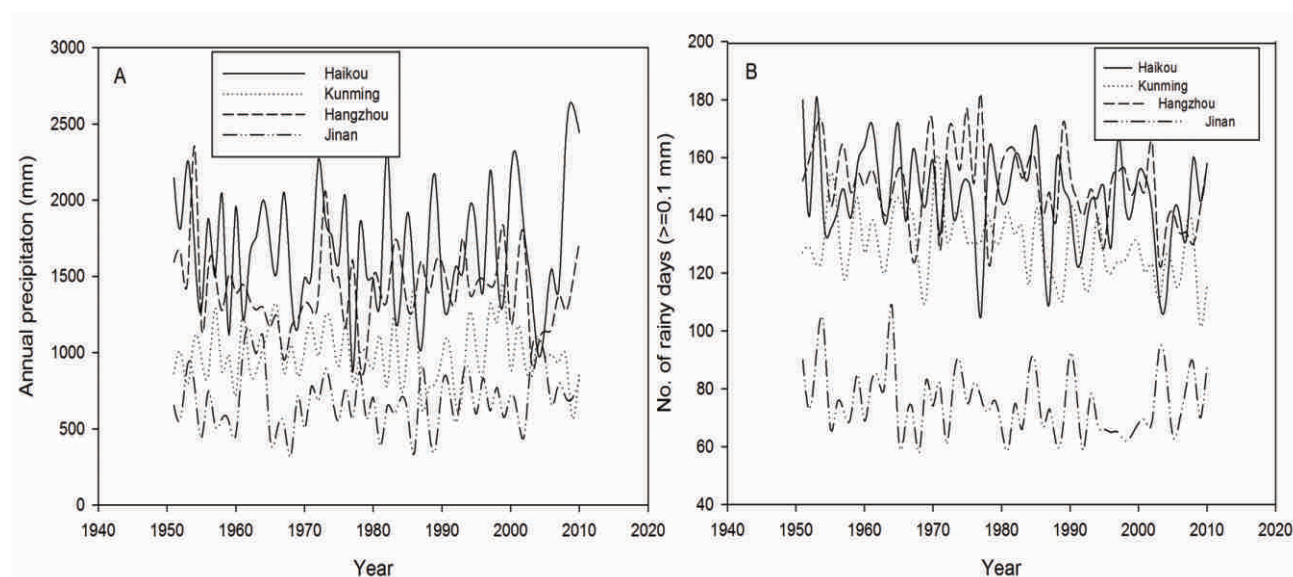 A
Haikou
Kunming
Hangzhou
Jinan
3000
2500
2000
1500
1000
500
0
Annual precipitaton (mm)
1940 1950 1960 1970 1980 1990 2000 2010 2020
Year
B
Haikou
Kunming
Hangzhou
Jinan
200
180
160
140
120
100
80
60
40
No. of rainy days (>=0.1 mm)
1940 1950 1960 1970 1980 1990 2000 2010 2020
Year